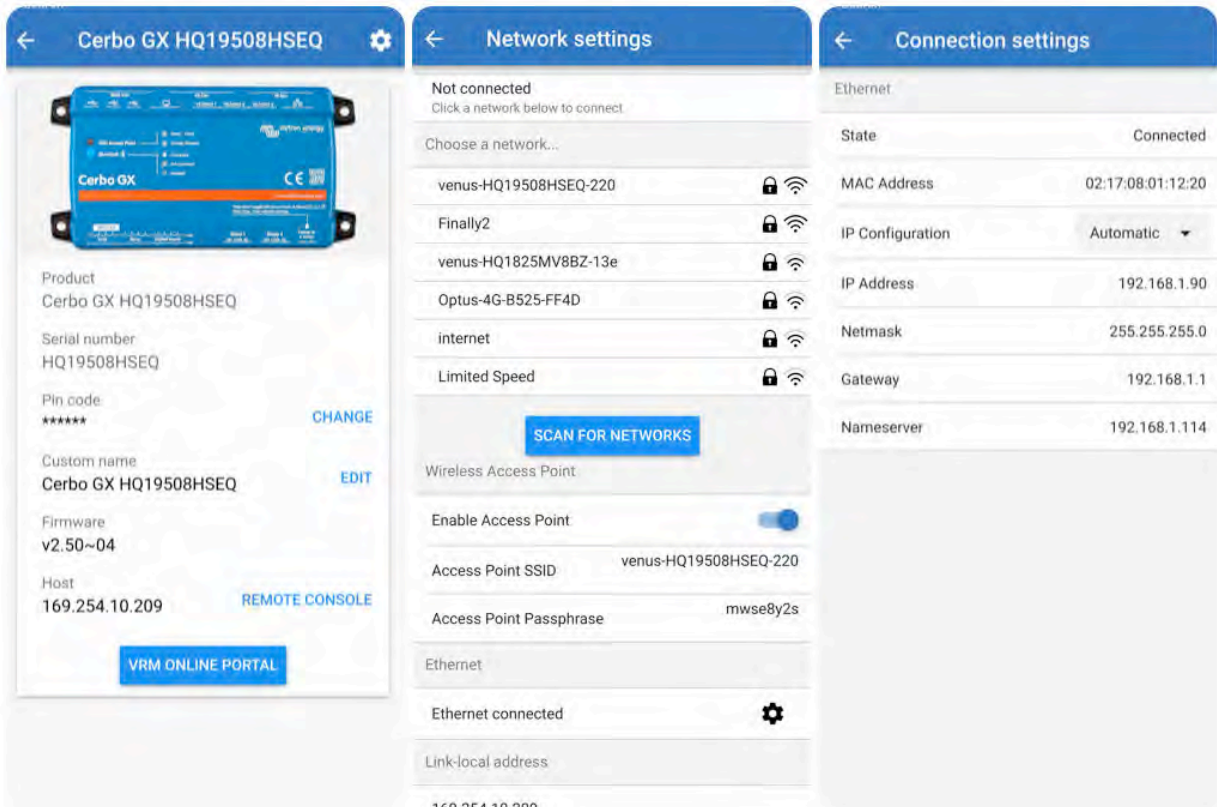 Cerbo GX HQ19508HSEQ
Cerbo GX
CE
Product
Cerbo GX HQ19508HSEQ
Serial number
HQ19508HSEQ
Pin code
****** CHANGE
Custom name
Cerbo GX HQ19508HSEQ EDIT
Firmware
v2.50~04
Host
169.254.10.209 REMOTE CONSOLE
VRM ONLINE PORTAL
Network settings
Not connected
Click a network below to connect
Choose a network...
venus-HQ19508HSEQ-220
Finally2
venus-HQ1825MV8BZ-13e
Optus-4G-B525-FF4D
internet
Limited Speed
SCAN FOR NETWORKS
Wireless Access Point
Enable Access Point
Access Point SSID venus-HQ19508HSEQ-220
Access Point Passphrase mwse8y2s
Ethernet
Ethernet connected
Link-local address
169.254.10.209
Connection settings
Ethernet
State Connected
MAC Address 02:17:08:01:12:20
IP Configuration Automatic
IP Address 192.168.1.90
Netmask 255.255.255.0
Gateway 192.168.1.1
Nameserver 192.168.1.114